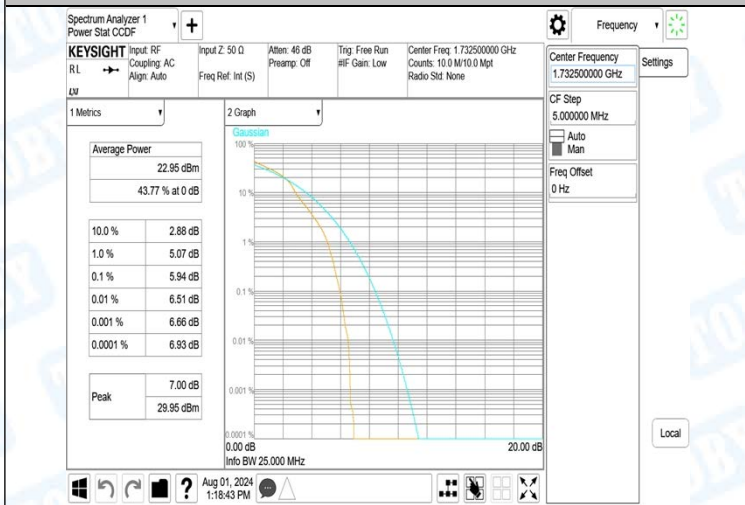 Spectrum Analyzer 1
Power Stat CCDF
Frequency
KEYSIGHT
RL
Input: RF
Coupling: AC
Align: Auto
Input Z: 50 Ω
Freq Ref: Int (S)
Atten: 46 dB
Preamp: Off
Trig: Free Run
#IF Gain: Low
Center Freq: 1.732500000 GHz
Counts: 10.0 M/10.0 Mpt
Radio Std: None
Center Frequency
1.732500000 GHz
Settings
CF Step
5.000000 MHz
Auto
Man
Freq Offset
0 Hz
1 Metrics
Average Power
22.95 dBm
43.77 % at 0 dB
10.0 % 2.88 dB
1.0 % 5.07 dB
0.1 % 5.94 dB
0.01 % 6.51 dB
0.001 % 6.66 dB
0.0001 % 6.93 dB
Peak
7.00 dB
29.95 dBm
2 Graph
Gaussian
100 %
10 %
1 %
0.1 %
0.01 %
0.001 %
0.0001 %
0.00 dB
20.00 dB
Info BW 25.000 MHz
Local
?
Aug 01, 2024
1:18:43 PM